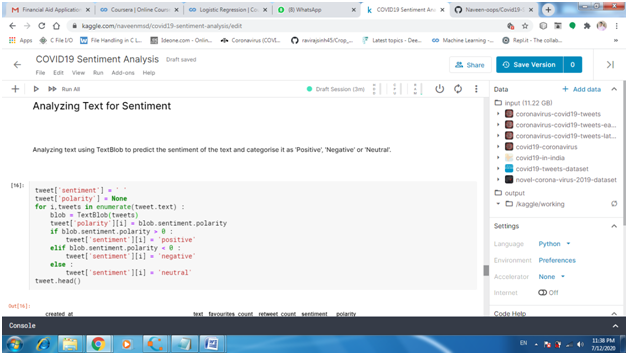 Financial Aid Application
Coursera | Online Cours
Logistic Regression | Co
(8) WhatsApp
COVID19 Sentiment An
Naveen-oops/Covid19-
kaggle.com/naveenmsd/covid19-sentiment-analysis/edit
Apps
C File I/O
File Handling in C L...
Ideone.com - Onlin...
Coronavirus (COVI...
ravirajsinh45/Crop_...
Latest topics - Dee...
Machine Learning -...
Repl.it - The collab...
COVID19 Sentiment Analysis
Draft saved
File Edit View Run Add-ons Help
Share
Save Version
0
Run All
Draft Session (3m)
Analyzing Text for Sentiment
Analyzing text using TextBlob to predict the sentiment of the text and categorise it as 'Positive', 'Negative' or 'Neutral'.
[16]:
tweet['sentiment'] = ' '
tweet['polarity'] = None
for i,tweets in enumerate(tweet.text) :
blob = TextBlob(tweets)
tweet['polarity'][i] = blob.sentiment.polarity
if blob.sentiment.polarity > 0 :
tweet['sentiment'][i] = 'positive'
elif blob.sentiment.polarity < 0 :
tweet['sentiment'][i] = 'negative'
else :
tweet['sentiment'][i] = 'neutral'
tweet.head()
Out[16]:
created_at text favourites_count retweet_count sentiment polarity
Data
+ Add data
input (11.22 GB)
coronavirus-covid19-tweets
coronavirus-covid19-tweets-ea...
coronavirus-covid19-tweets-lat...
covid19-coronavirus
covid19-in-india
covid19-tweets-dataset
novel-corona-virus-2019-dataset
output
/kaggle/working
Settings
Language Python
Environment Preferences
Accelerator None
Internet Off
Code Help
Console
EN
11:38 PM
7/12/2020